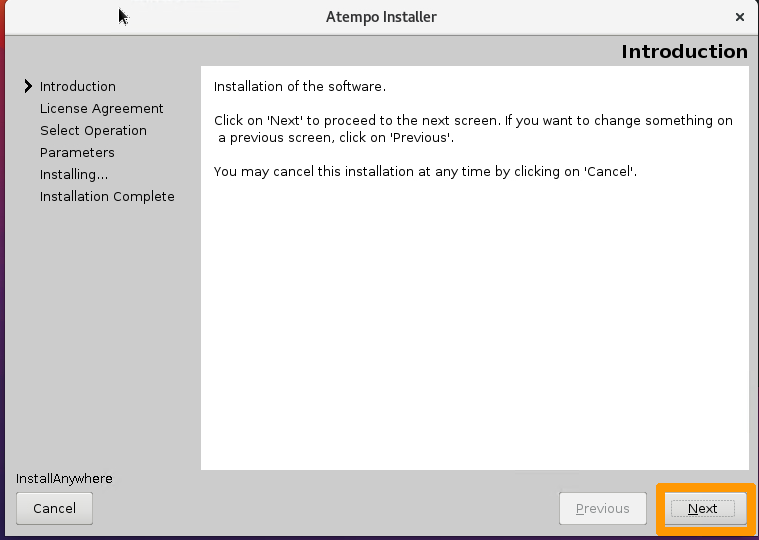 Atempo Installer
Introduction
Introduction
License Agreement
Select Operation
Parameters
Installing...
Installation Complete
Installation of the software.
Click on 'Next' to proceed to the next screen. If you want to change something on
a previous screen, click on 'Previous'.
You may cancel this installation at any time by clicking on 'Cancel'.
InstallAnywhere
Cancel
Previous
Next